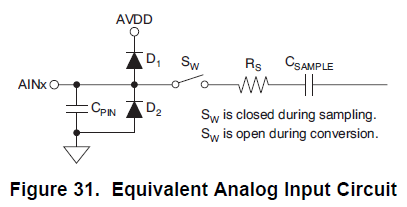 AVDD
D1 SW RS CSAMPLE
AINx
CPIN D2
SW is closed during sampling.
SW is open during conversion.
Figure 31. Equivalent Analog Input Circuit